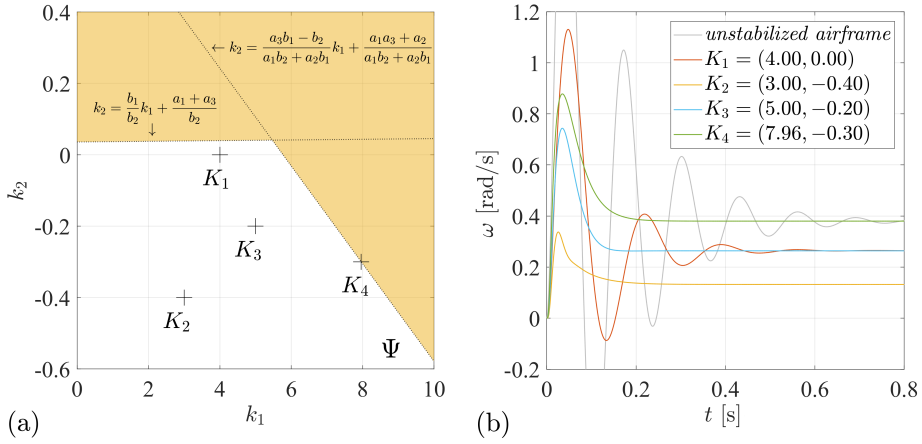 0.4
0.2
0
-0.2
-0.4
-0.6
0 2 4 6 8 10
k₂
k₁
← k₂ = \frac{a₃b₁ − b₂}{a₁b₂ + a₂b₁}k₁ + \frac{a₁a₃ + a₂}{a₁b₂ + a₂b₁}
k₂ = \frac{b₁}{b₂}k₁ + \frac{a₁ + a₃}{b₂}
↓
K₁
K₃
K₄
K₂
Ψ
(a)
1.2
1
0.8
0.6
0.4
0.2
0
-0.2
0 0.2 0.4 0.6 0.8
ω [rad/s]
t [s]
unstabilized airframe
K₁ = (4.00, 0.00)
K₂ = (3.00, −0.40)
K₃ = (5.00, −0.20)
K₄ = (7.96, −0.30)
(b)